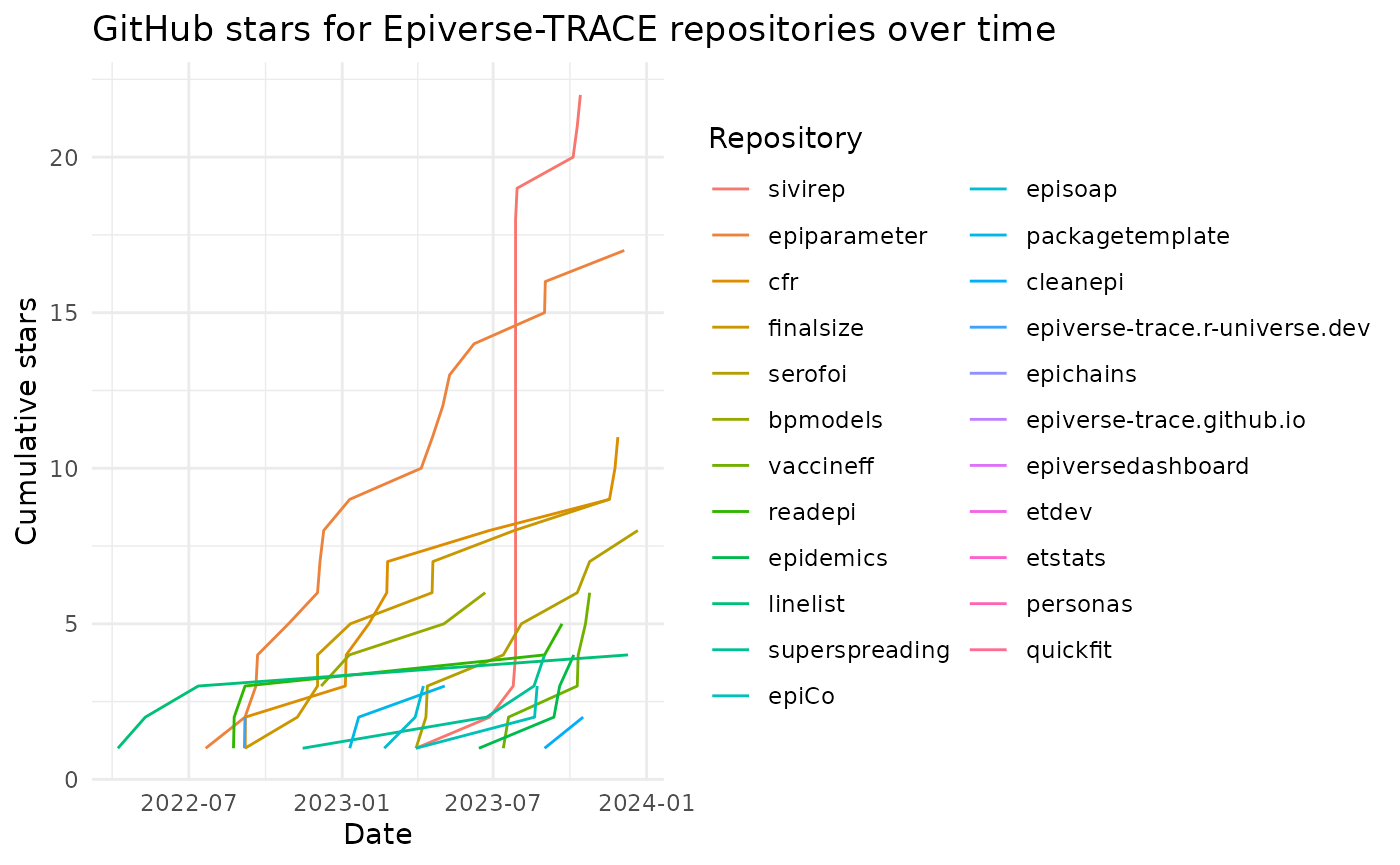 GitHub stars for Epiverse-TRACE repositories over time
Cumulative stars
20
15
10
5
0
2022-07
2023-01
2023-07
2024-01
Date
Repository
sivirep
epiparameter
cfr
finalsize
serofoi
bpmodels
vaccineff
readepi
epidemics
linelist
superspreading
epiCo
episoap
packagetemplate
cleanepi
epiverse-trace.r-universe.dev
epichains
epiverse-trace.github.io
epiversedashboard
etdev
etstats
personas
quickfit